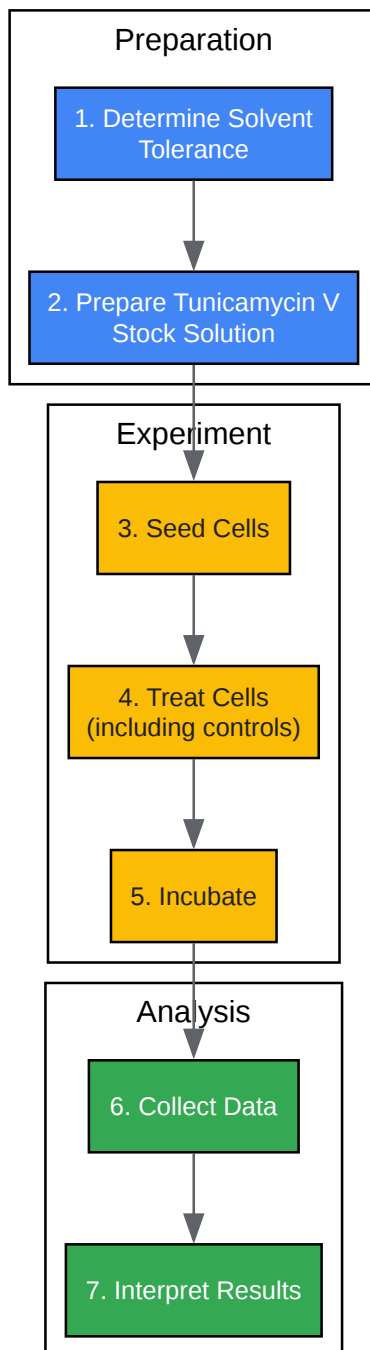 Preparation
1. Determine Solvent
Tolerance
2. Prepare Tunicamycin V
Stock Solution
Experiment
3. Seed Cells
4. Treat Cells
(including controls)
5. Incubate
Analysis
6. Collect Data
7. Interpret Results